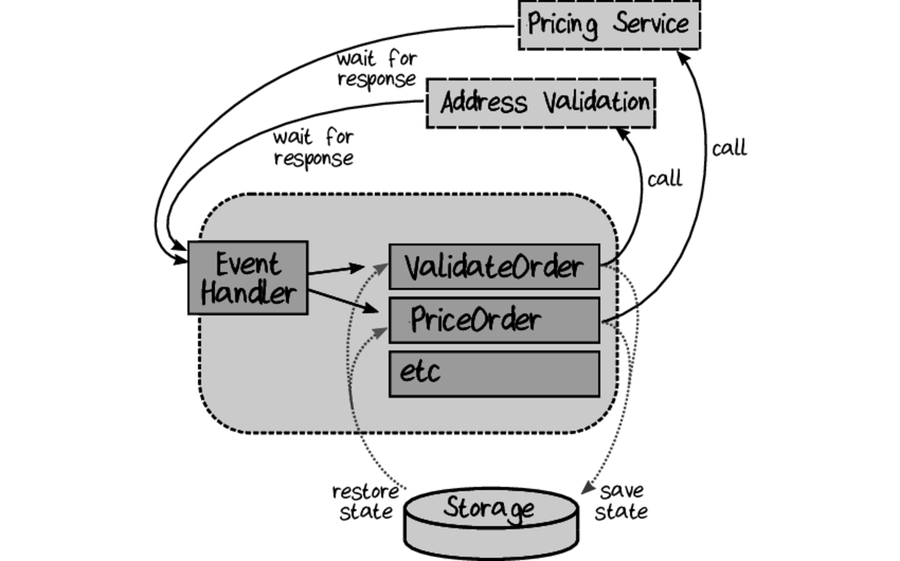 Pricing Service
wait for
response
Address Validation
wait for
response
call
call
Event
Handler
ValidateOrder
PriceOrder
etc
restore
state
Storage
save
state